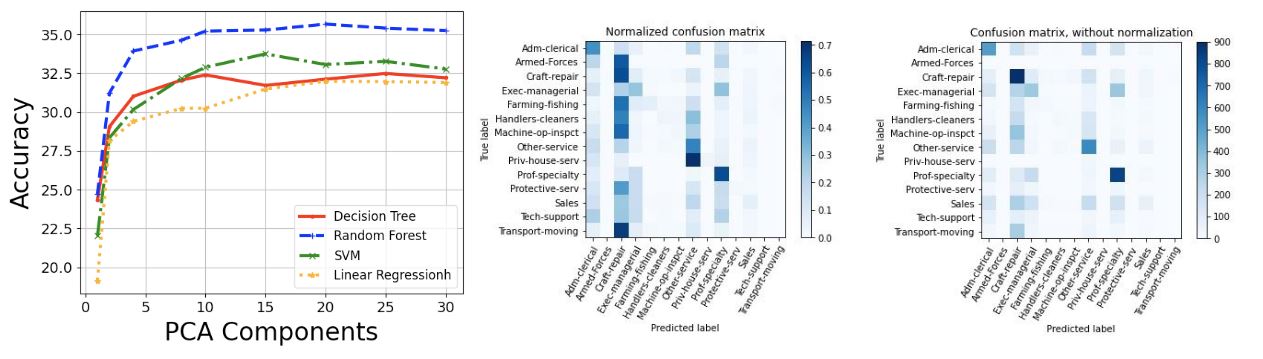 35.0
32.5
30.0
27.5
25.0
22.5
20.0
Accuracy
0 5 10 15 20 25 30
PCA Components
Decision Tree
Random Forest
SVM
Linear Regressionh
Normalized confusion matrix
True label
Adm-clerical
Armed-Forces
Craft-repair
Exec-managerial
Farming-fishing
Handlers-cleaners
Machine-op-inspct
Other-service
Priv-house-serv
Prof-specialty
Protective-serv
Sales
Tech-support
Transport-moving
Adm-clerical
Armed-Forces
Craft-repair
Exec-managerial
Farming-fishing
Handlers-cleaners
Machine-op-inspct
Other-service
Priv-house-serv
Prof-specialty
Protective-serv
Sales
Tech-support
Transport-moving
Predicted label
0.7
0.6
0.5
0.4
0.3
0.2
0.1
0.0
Confusion matrix, without normalization
True label
Adm-clerical
Armed-Forces
Craft-repair
Exec-managerial
Farming-fishing
Handlers-cleaners
Machine-op-inspct
Other-service
Priv-house-serv
Prof-specialty
Protective-serv
Sales
Tech-support
Transport-moving
Adm-clerical
Armed-Forces
Craft-repair
Exec-managerial
Farming-fishing
Handlers-cleaners
Machine-op-inspct
Other-service
Priv-house-serv
Prof-specialty
Protective-serv
Sales
Tech-support
Transport-moving
Predicted label
900
800
700
600
500
400
300
200
100
0